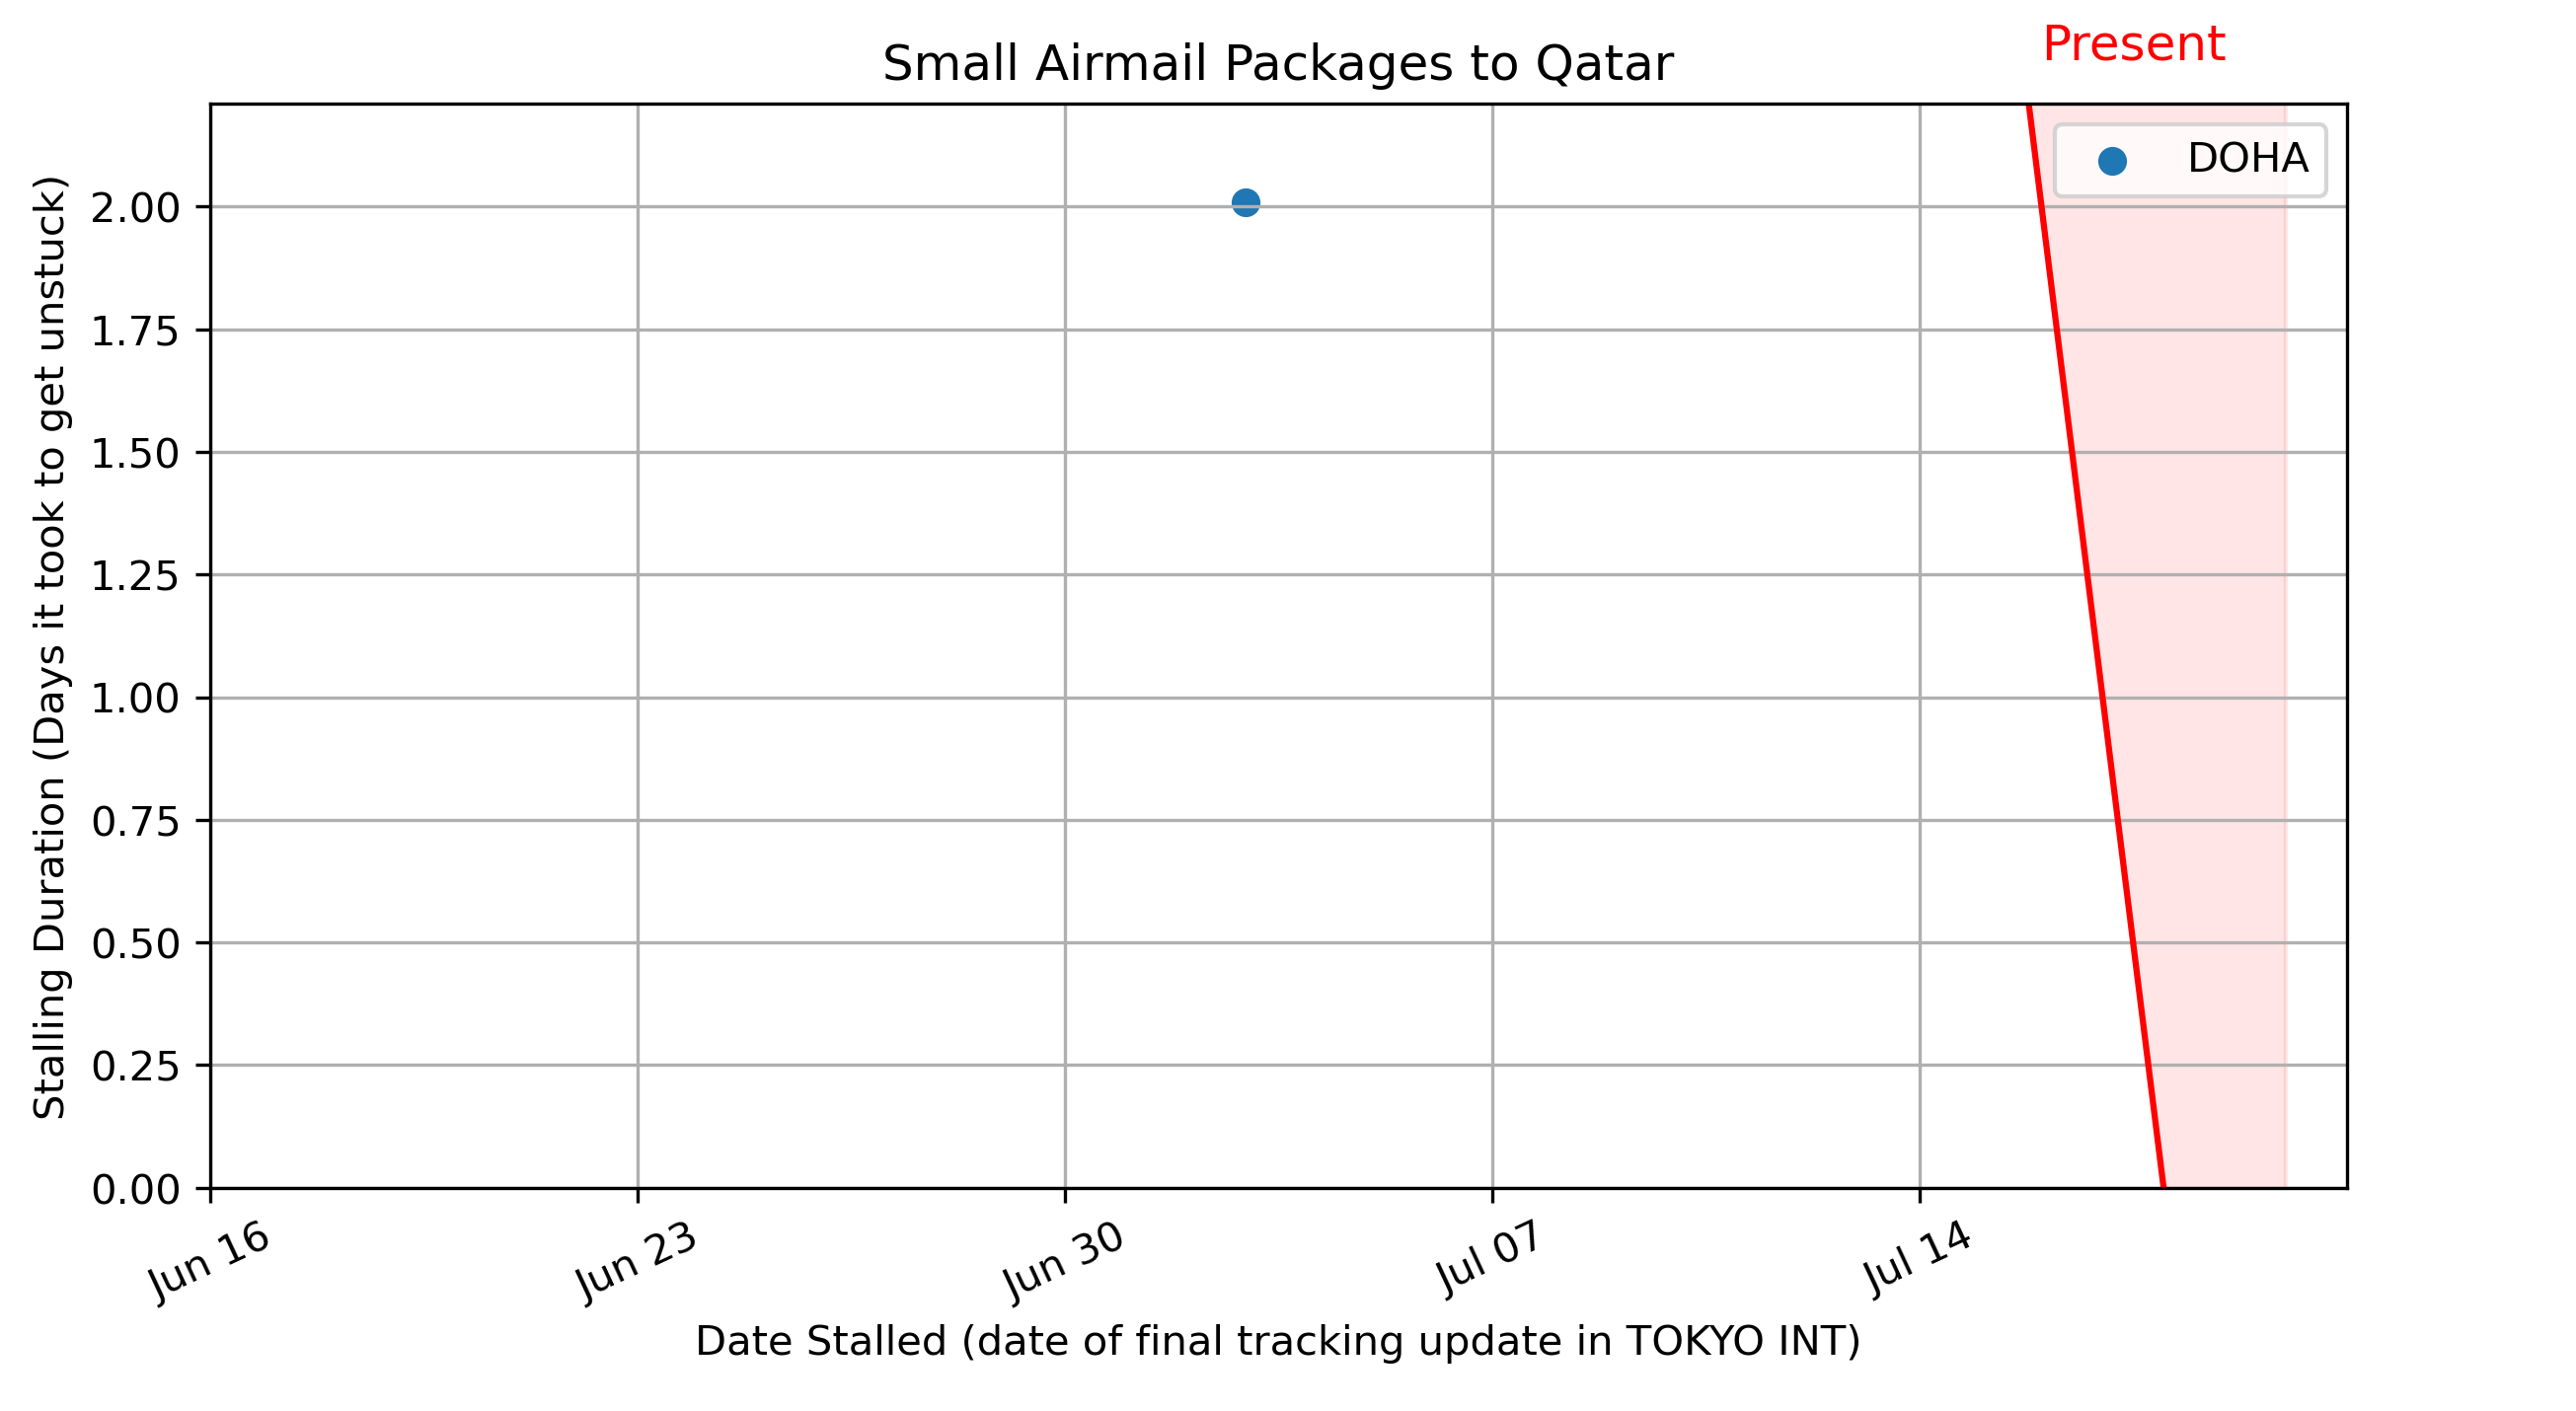 Present
Small Airmail Packages to Qatar
DOHA
Stalling Duration (Days it took to get unstuck)
2.00
1.75
1.50
1.25
1.00
0.75
0.50
0.25
0.00
Jun 16
Jun 23
Jun 30
Jul 07
Jul 14
Date Stalled (date of final tracking update in TOKYO INT)